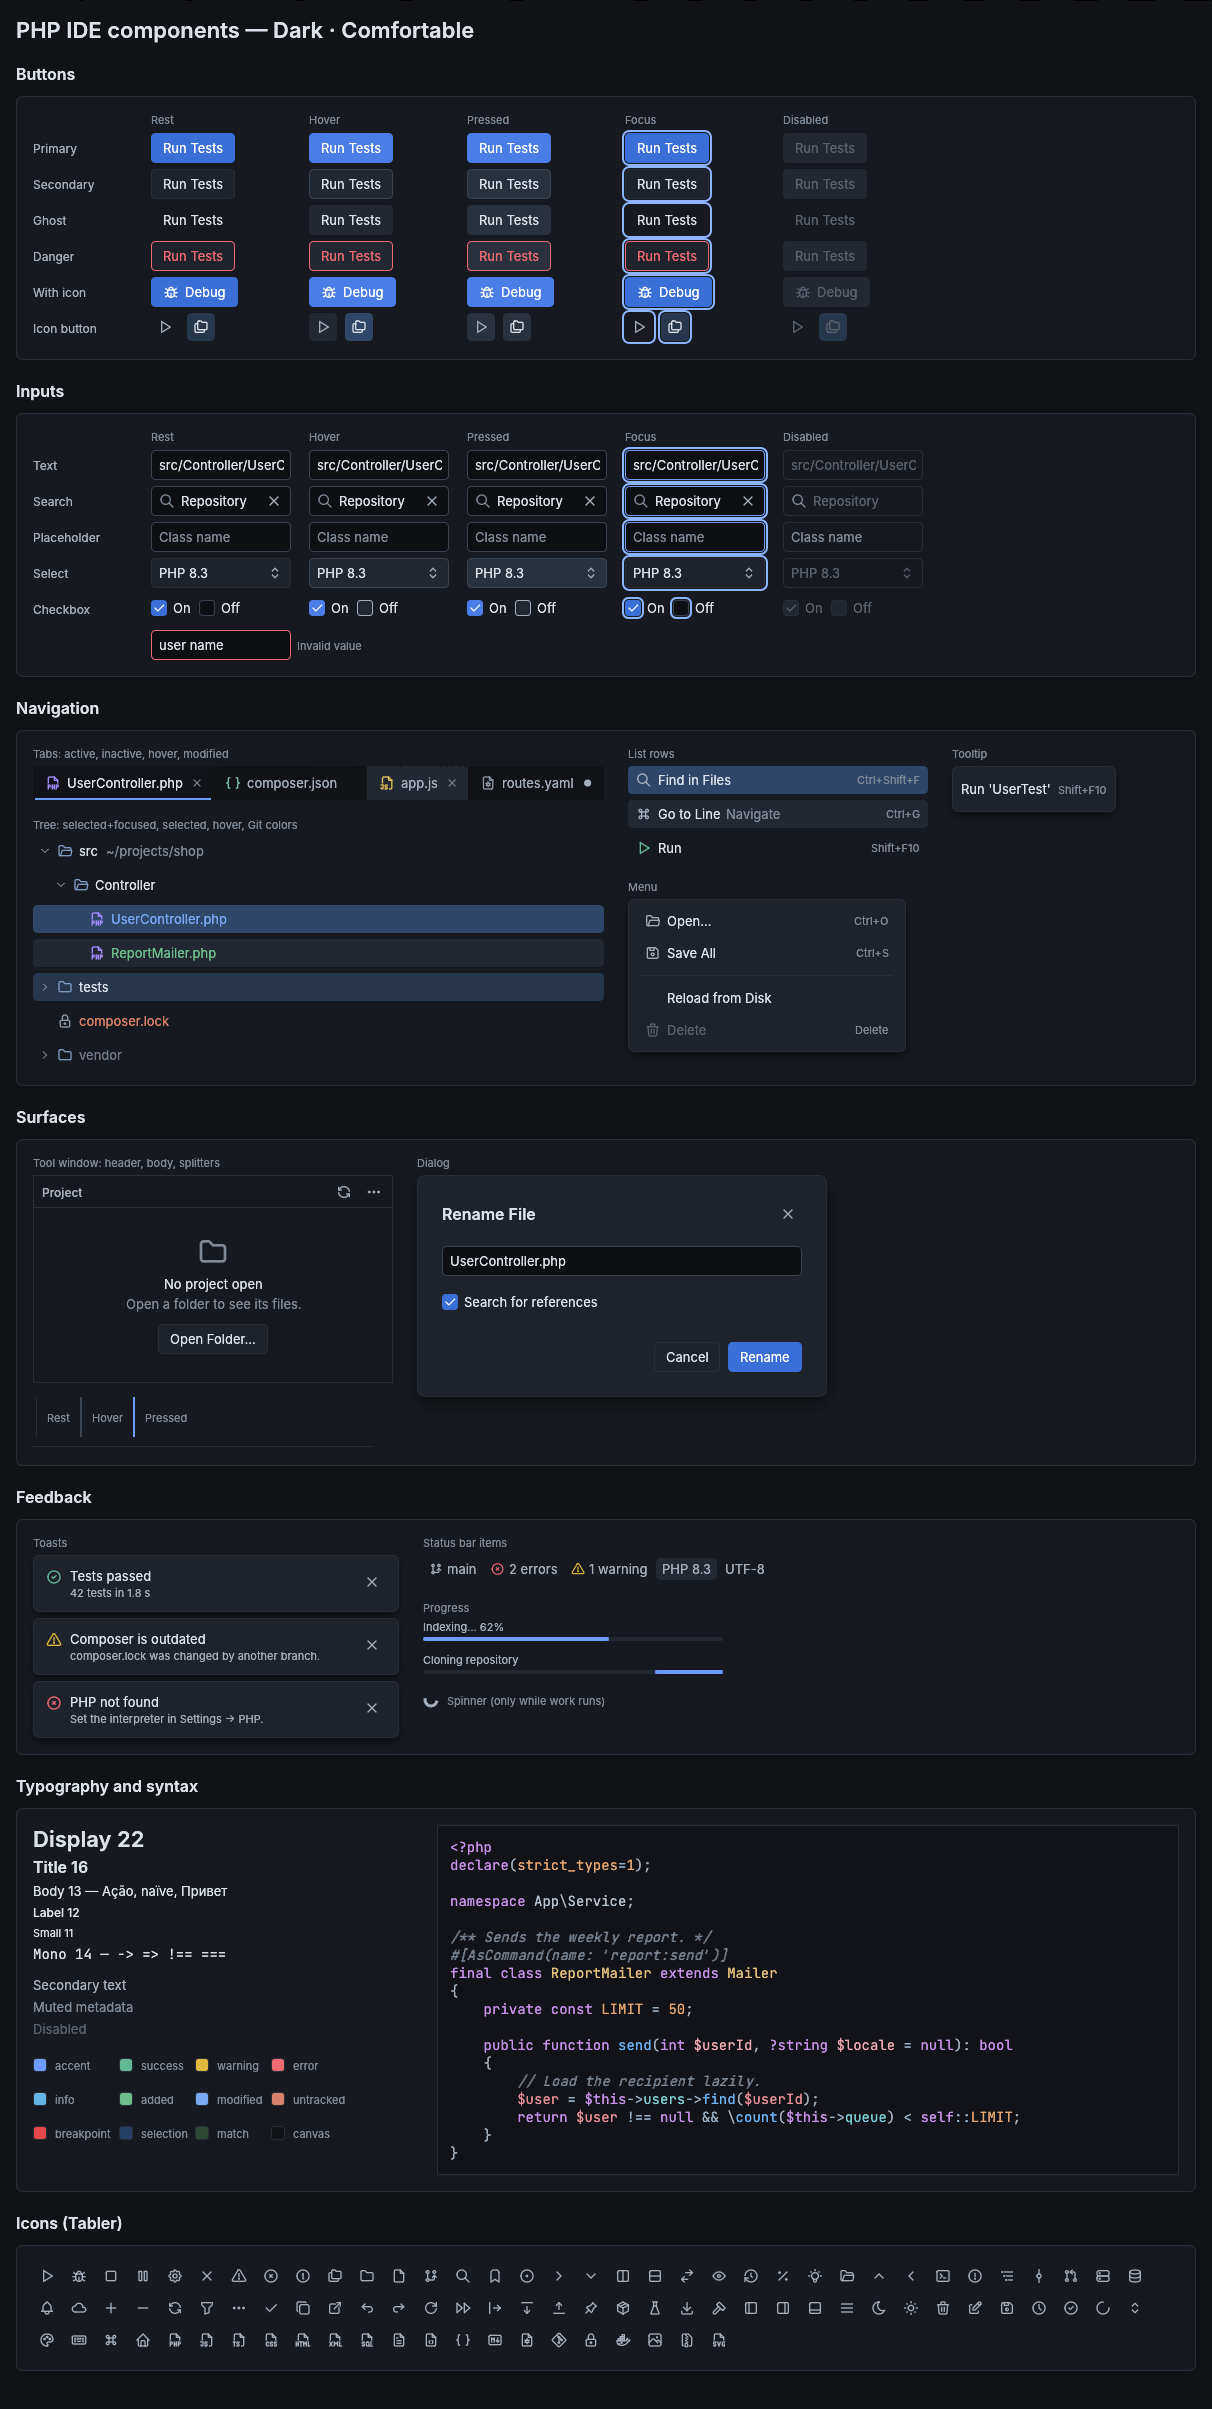 PHP IDE components — Dark · Comfortable
Buttons
Rest Hover Pressed Focus Disabled
Primary Run Tests Run Tests Run Tests Run Tests Run Tests
Secondary Run Tests Run Tests Run Tests Run Tests Run Tests
Ghost Run Tests Run Tests Run Tests Run Tests Run Tests
Danger Run Tests Run Tests Run Tests Run Tests Run Tests
With icon Debug Debug Debug Debug Debug
Icon button
Inputs
Rest Hover Pressed Focus Disabled
Text src/Controller/UserC src/Controller/UserC src/Controller/UserC src/Controller/UserC src/Controller/UserC
Search Repository Repository Repository Repository Repository
Placeholder Class name Class name Class name Class name Class name
Select PHP 8.3 PHP 8.3 PHP 8.3 PHP 8.3 PHP 8.3
Checkbox On Off On Off On Off On Off On Off
user name Invalid value
Navigation
Tabs: active, inactive, hover, modified
UserController.php composer.json app.js routes.yaml
Tree: selected+focused, selected, hover, Git colors
src ~/projects/shop
Controller
UserController.php
ReportMailer.php
tests
composer.lock
vendor
List rows
Find in Files Ctrl+Shift+F
Go to Line Navigate Ctrl+G
Run Shift+F10
Menu
Open... Ctrl+O
Save All Ctrl+S
Reload from Disk
Delete Delete
Tooltip
Run 'UserTest' Shift+F10
Surfaces
Tool window: header, body, splitters
Project
No project open
Open a folder to see its files.
Open Folder...
Rest Hover Pressed
Dialog
Rename File
UserController.php
Search for references
Cancel Rename
Feedback
Toasts
Tests passed
42 tests in 1.8 s
Composer is outdated
composer.lock was changed by another branch.
PHP not found
Set the interpreter in Settings → PHP.
Status bar items
main 2 errors 1 warning PHP 8.3 UTF-8
Progress
Indexing... 62%
Cloning repository
Spinner (only while work runs)
Typography and syntax
Display 22
Title 16
Body 13 — Ação, naïve, Привет
Label 12
Small 11
Mono 14 — -> => !== ===
Secondary text
Muted metadata
Disabled
accent success warning error
info added modified untracked
breakpoint selection match canvas
<?php
declare(strict_types=1);
namespace App\Service;
/** Sends the weekly report. */
#[AsCommand(name: 'report:send')]
final class ReportMailer extends Mailer
{
private const LIMIT = 50;
public function send(int $userId, ?string $locale = null): bool
{
// Load the recipient lazily.
$user = $this->users->find($userId);
return $user !== null && \count($this->queue) < self::LIMIT;
}
}
Icons (Tabler)
PHP JS TS CSS HTML XML SQL SVG